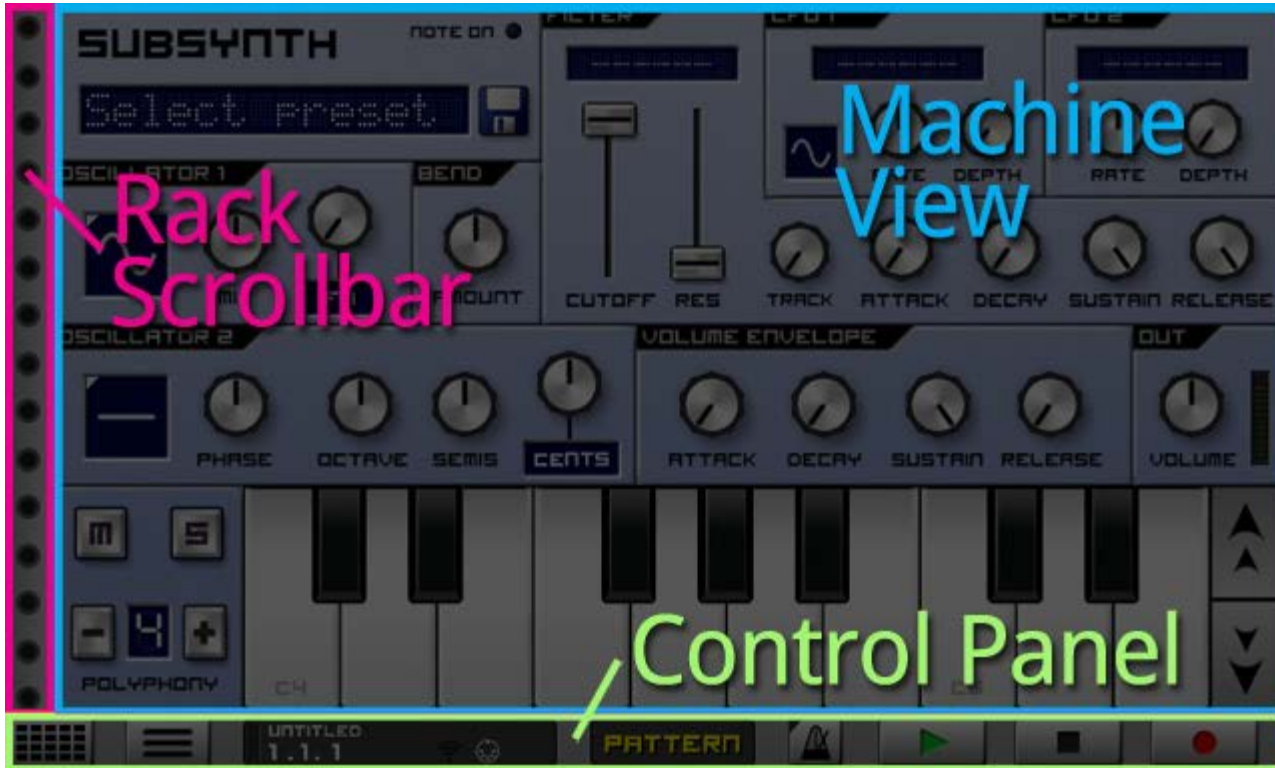 FILTER
LFO 1
LFO 2
NOTE ON
SUBSYNTH
Select preset
Machine
View
RATE DEPTH
RATE DEPTH
OSCILLATOR 1
BEND
Rack
Scrollbar
AMOUNT
CUTOFF RES
TRACK ATTACK DECAY SUSTAIN RELEASE
OSCILLATOR 2
VOLUME ENVELOPE
OUT
PHASE OCTAVE SEMIS CENTS
ATTACK DECAY SUSTAIN RELEASE
VOLUME
M S
- 4 +
POLYPHONY
C4
Control Panel
UNTITLED
1.1.1
PATTERN